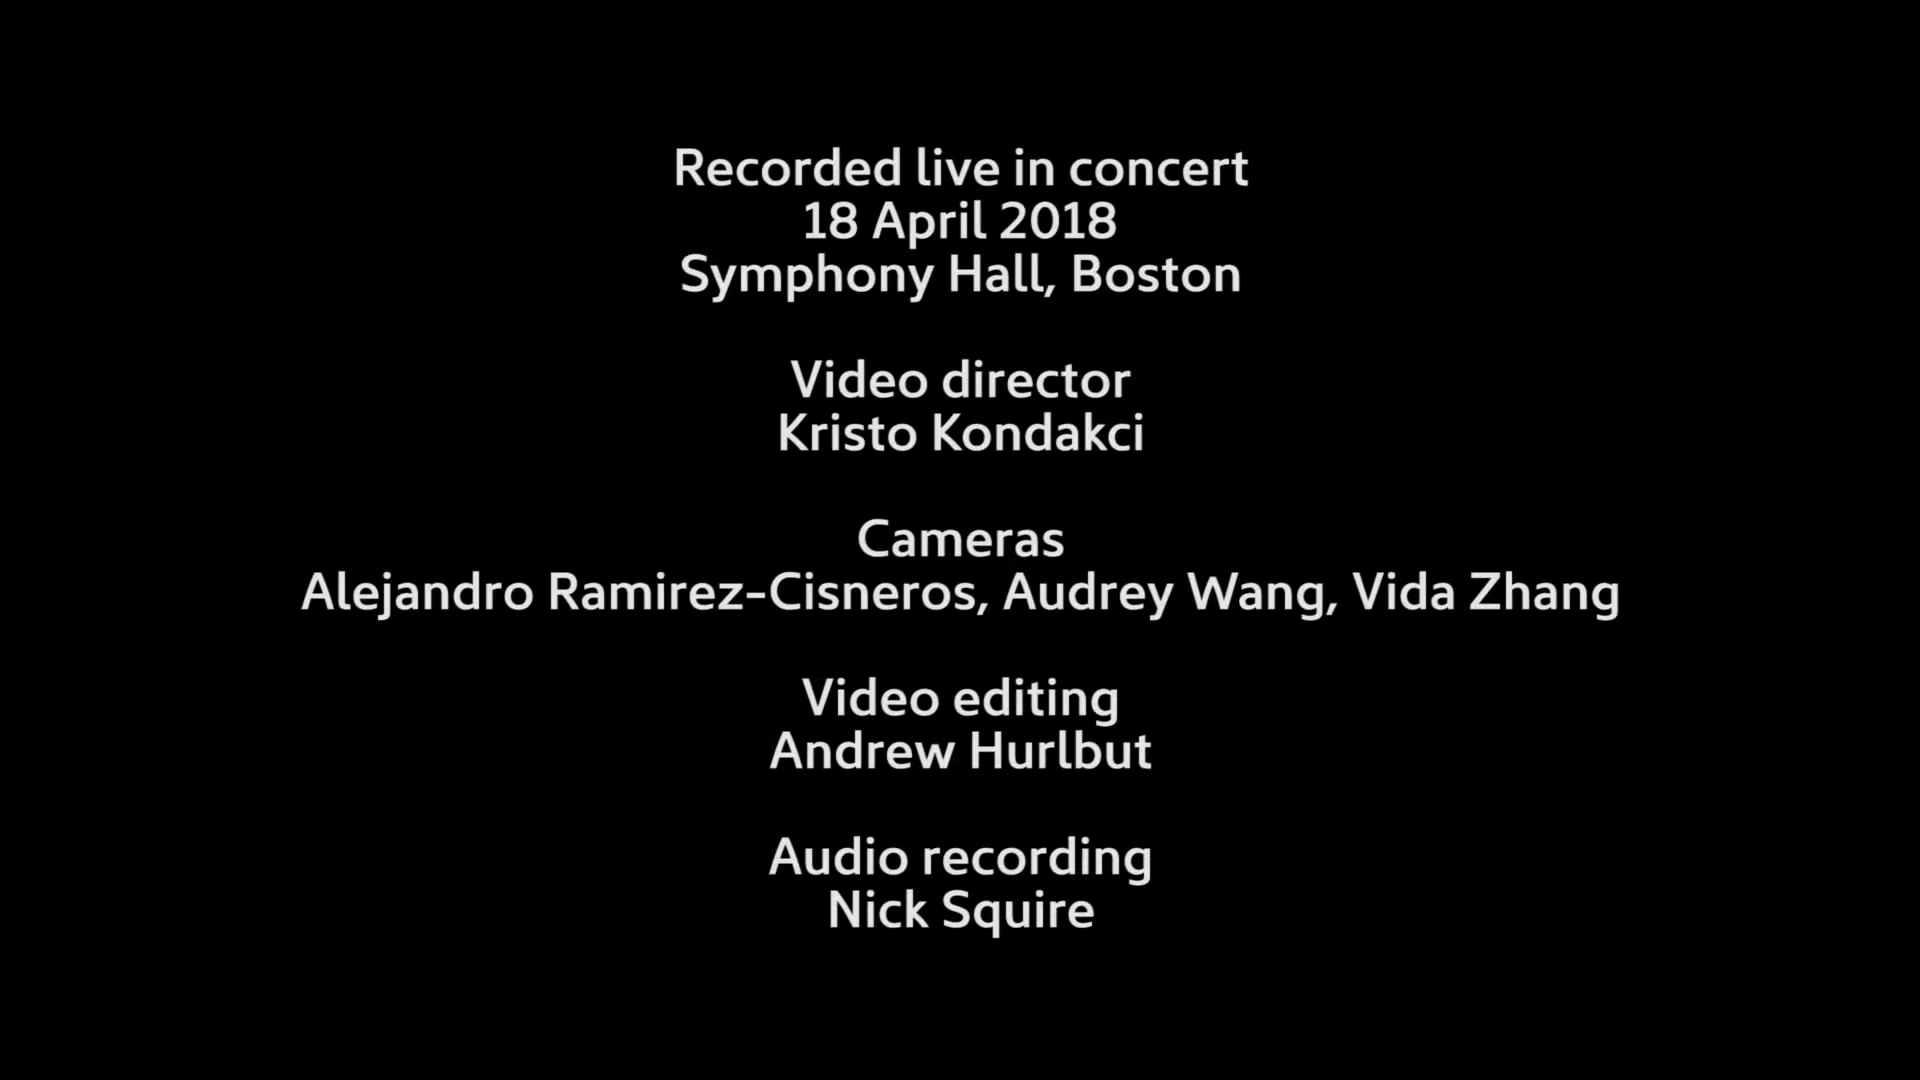 Recorded live in concert
18 April 2018
Symphony Hall, Boston
Video director
Kristo Kondakci
Cameras
Alejandro Ramirez-Cisneros, Audrey Wang, Vida Zhang
Video editing
Andrew Hurlbut
Audio recording
Nick Squire